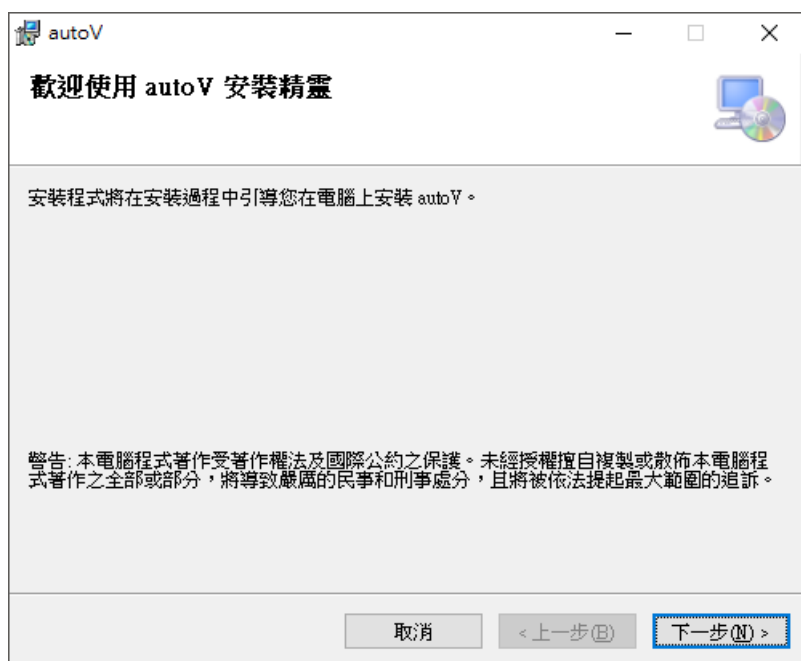 autoV
歡迎使用 autoV 安裝精靈
安裝程式將在安裝過程中引導您在電腦上安裝 autoV。
警告: 本電腦程式著作受著作權法及國際公約之保護。未經授權擅自複製或散佈本電腦程
式著作之全部或部分，將導致嚴厲的民事和刑事處分，且將被依法提起最大範圍的追訴。
取消 < 上一步(B) 下一步(N) >